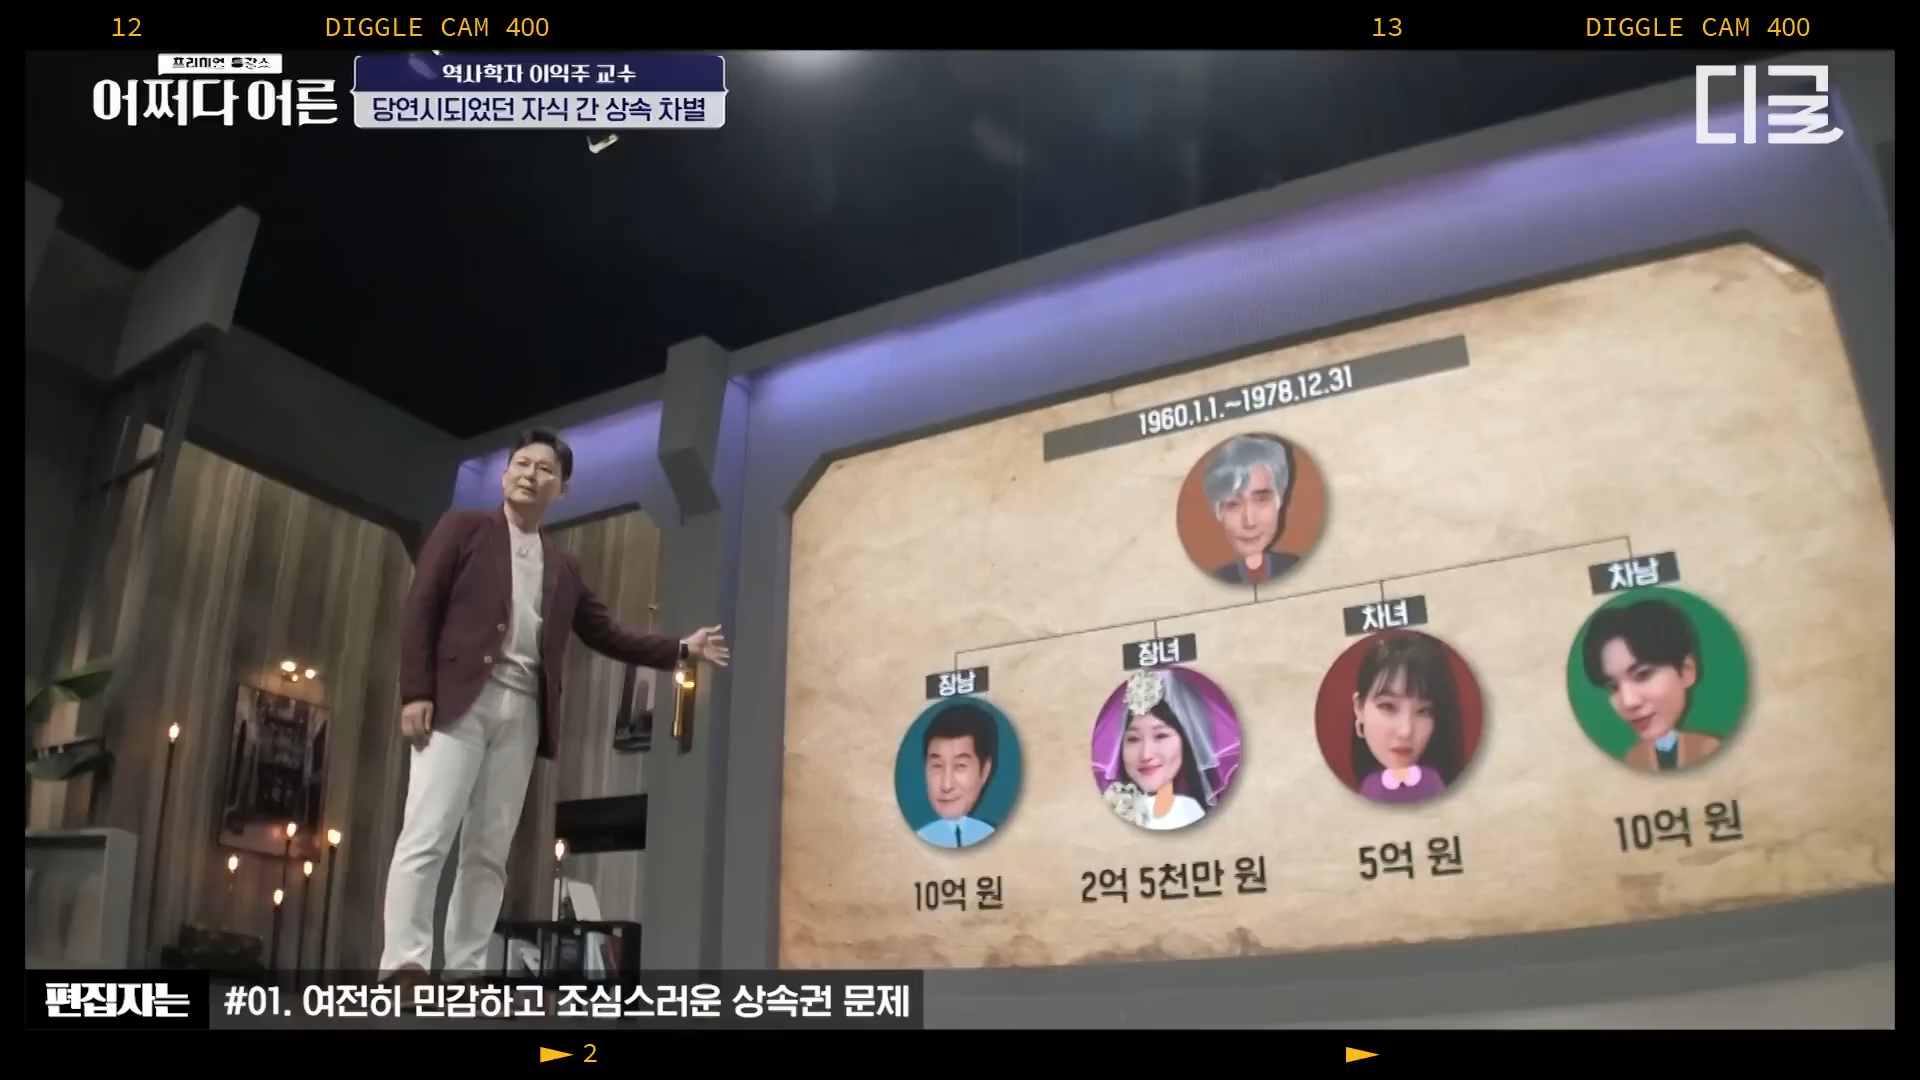 12 DIGGLE CAM 400 13 DIGGLE CAM 400
프리미엄
어쩌다 어른
역사학자 이익주 교수
당연시되었던 자식 간 상속 차별
디글
1960.1.1.~1978.12.31
장남 장녀 차녀 차남
10억 원 2억 5천만 원 5억 원 10억 원
편집자는 #01. 여전히 민감하고 조심스러운 상속권 문제
2